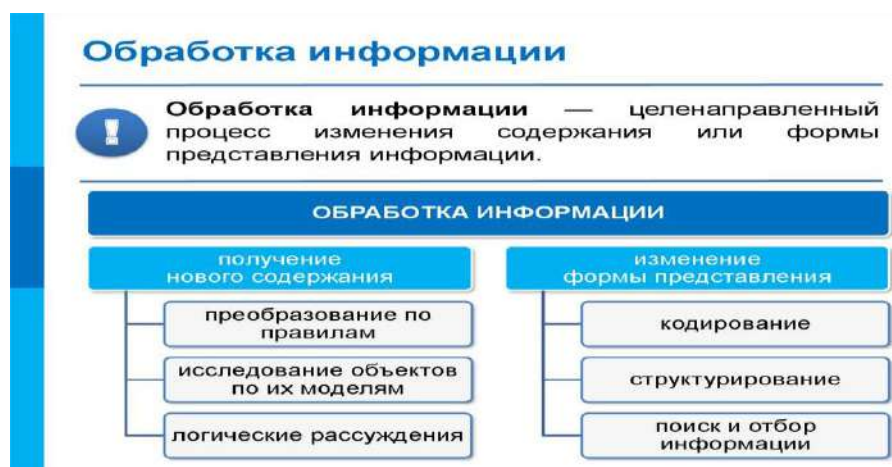 Обработка информации
Обработка информации — целенаправленный
процесс изменения содержания или формы
представления информации.
ОБРАБОТКА ИНФОРМАЦИИ
получение
нового содержания
преобразование по
правилам
исследование объектов
по их моделям
логические рассуждения
изменение
формы представления
кодирование
структурирование
поиск и отбор
информации